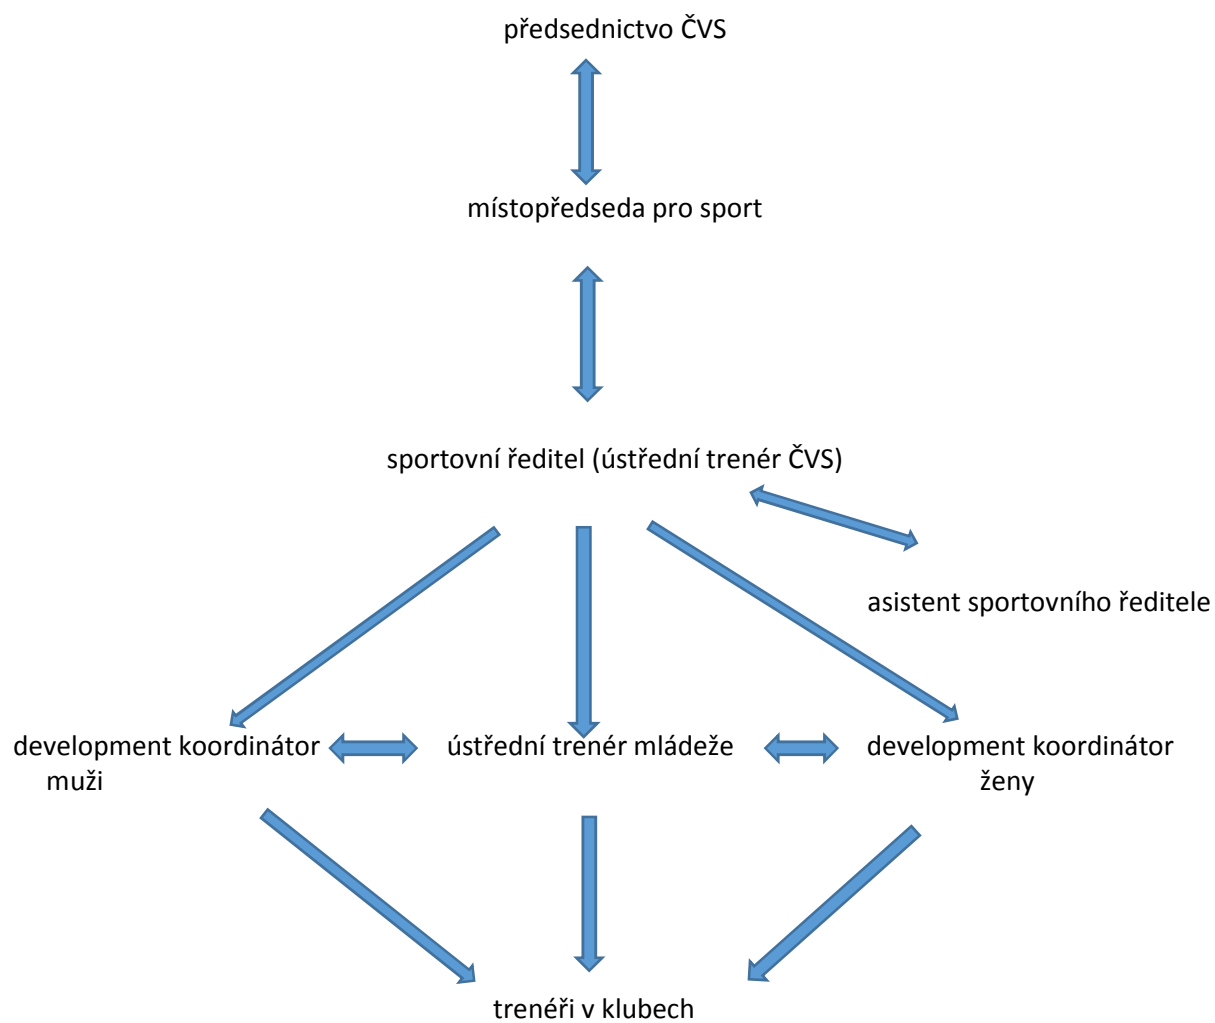 předsednictvo ČVS
místopředseda pro sport
sportovní ředitel (ústřední trenér ČVS)
asistent sportovního ředitele
development koordinátor
muži
ústřední trenér mládeže
development koordinátor
ženy
trenéři v klubech